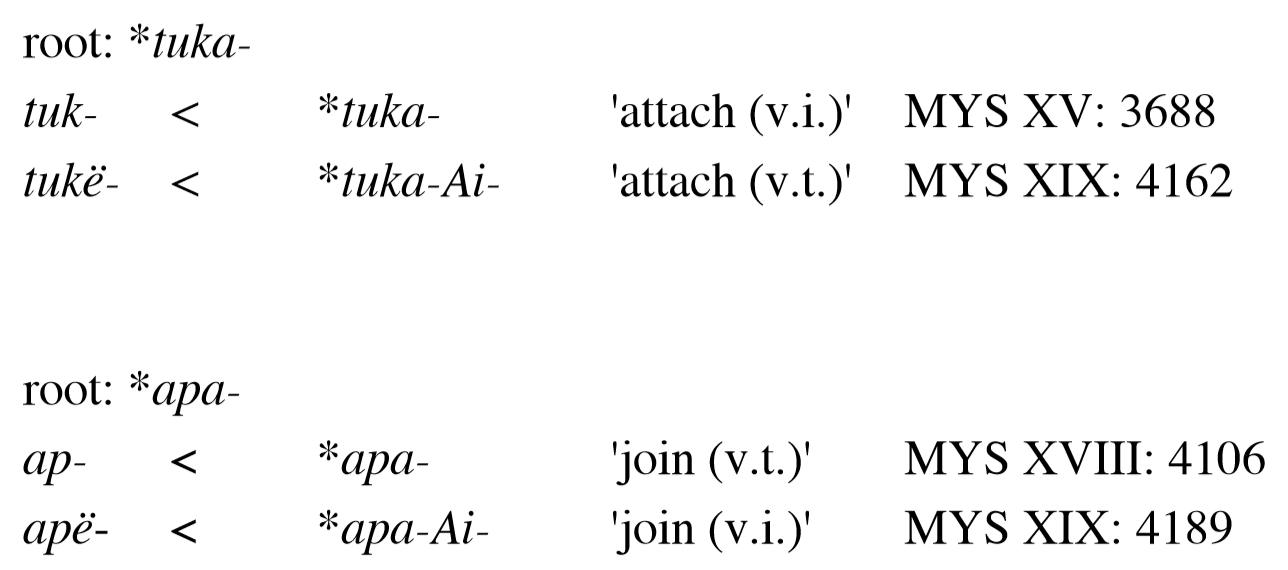 root: *tuka-
tuk- < *tuka- 'attach (v.i.)' MYS XV: 3688
tukë- < *tuka-Ai- 'attach (v.t.)' MYS XIX: 4162
root: *apa-
ap- < *apa- 'join (v.t.)' MYS XVIII: 4106
apë- < *apa-Ai- 'join (v.i.)' MYS XIX: 4189